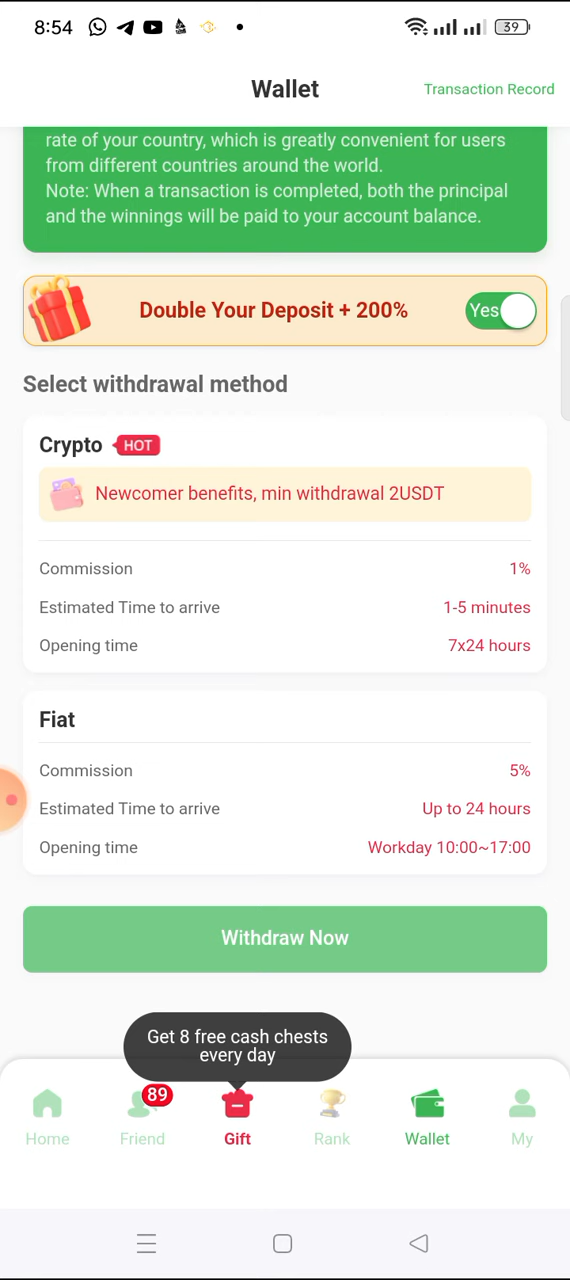 8:54
39
Wallet
Transaction Record
rate of your country, which is greatly convenient for users
from different countries around the world.
Note: When a transaction is completed, both the principal
and the winnings will be paid to your account balance.
Double Your Deposit + 200%
Yes
Select withdrawal method
Crypto HOT
Newcomer benefits, min withdrawal 2USDT
Commission 1%
Estimated Time to arrive 1-5 minutes
Opening time 7x24 hours
Fiat
Commission 5%
Estimated Time to arrive Up to 24 hours
Opening time Workday 10:00~17:00
Withdraw Now
Get 8 free cash chests
every day
89
Home Friend Gift Rank Wallet My